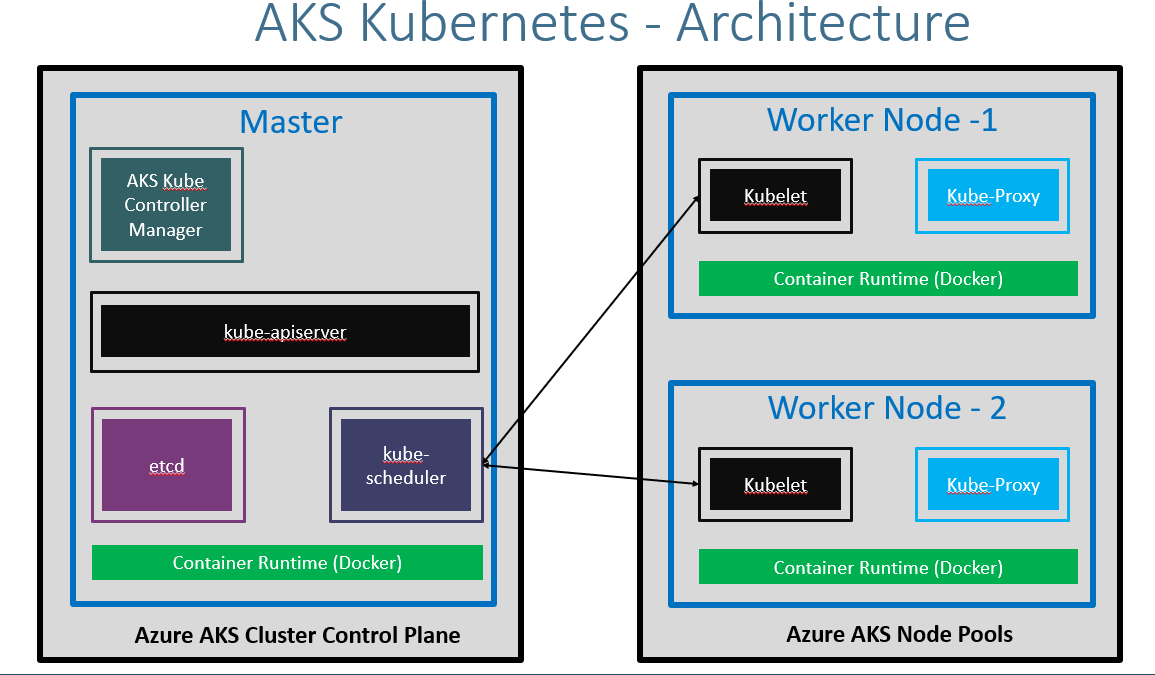 AKS Kubernetes - Architecture
Master
AKS Kube
Controller
Manager
kube-apiserver
etcd
kube-
scheduler
Container Runtime (Docker)
Azure AKS Cluster Control Plane
Worker Node -1
Kubelet
Kube-Proxy
Container Runtime (Docker)
Worker Node - 2
Kubelet
Kube-Proxy
Container Runtime (Docker)
Azure AKS Node Pools